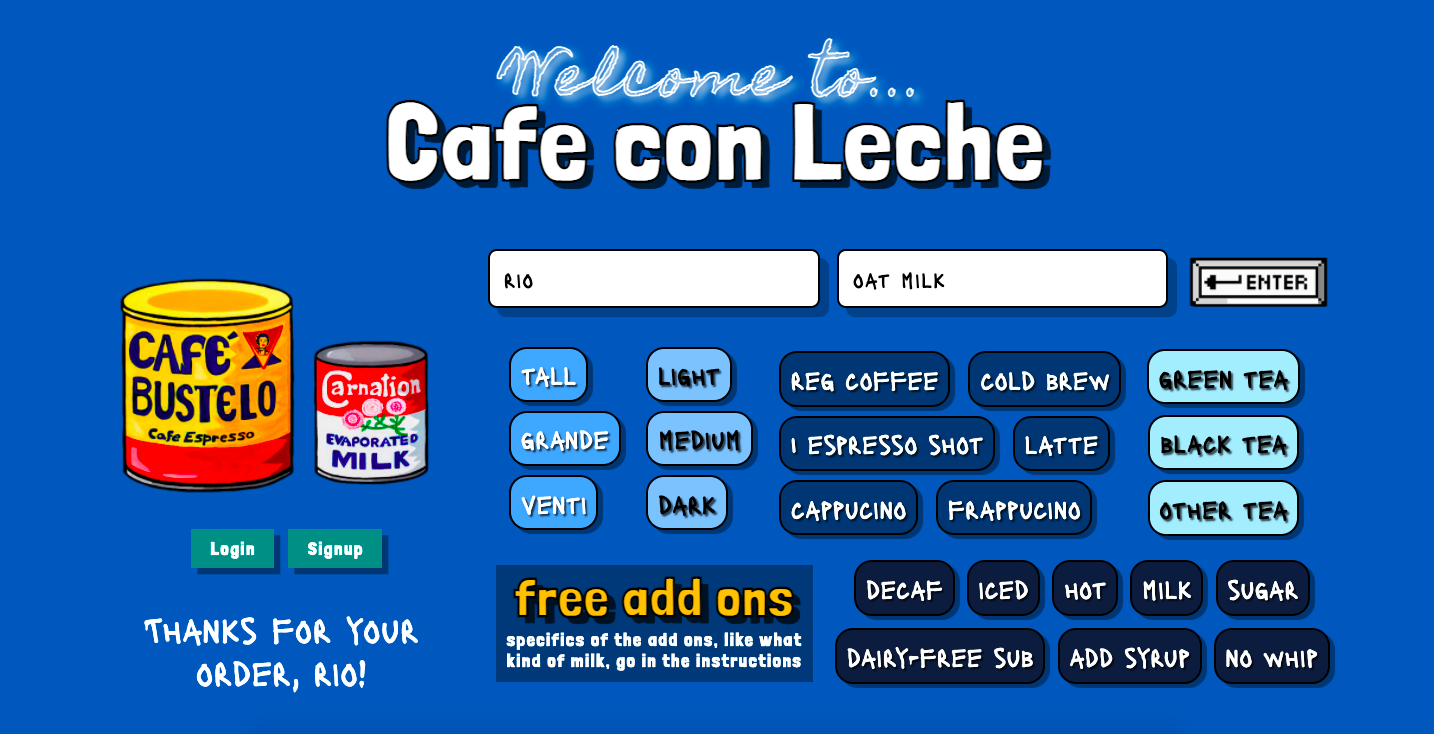 Welcome to...
Cafe con Leche
RIO
OAT MILK
ENTER
CAFÉ
BUSTELO
Cafe Espresso
Carnation
EVAPORATED
MILK
TALL
LIGHT
REG COFFEE
COLD BREW
GREEN TEA
GRANDE
MEDIUM
1 ESPRESSO SHOT
LATTE
BLACK TEA
VENTI
DARK
CAPPUCINO
FRAPPUCINO
OTHER TEA
Login
Signup
THANKS FOR YOUR
ORDER, RIO!
free add ons
specifics of the add ons, like what
kind of milk, go in the instructions
DECAF
ICED
HOT
MILK
SUGAR
DAIRY-FREE SUB
ADD SYRUP
NO WHIP